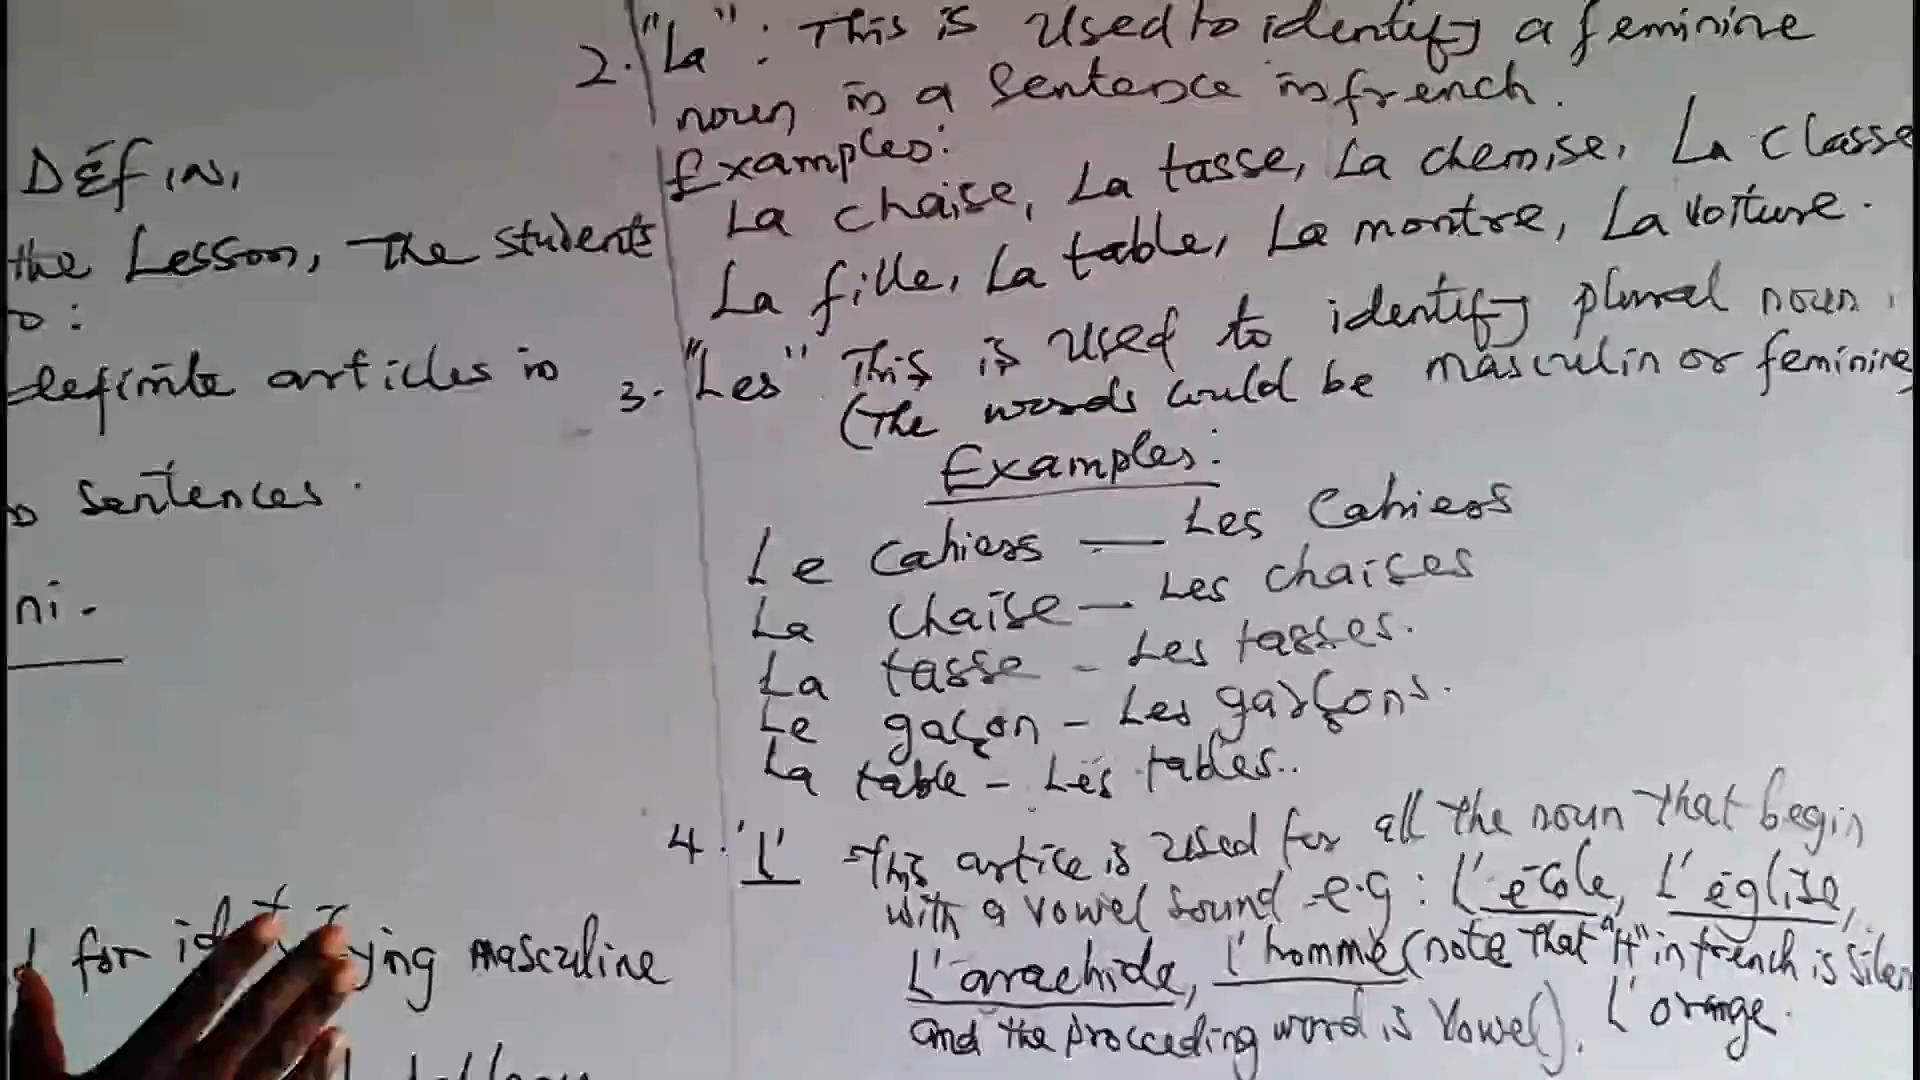 DÉFINI
the Lesson, The students
o:
definite articles in
o sentences.
ni-
d for identifying masculine
2. "La": This is used to identify a feminine
noun in a sentence in french.
Examples:
La chaise, La tasse, La chemise, La classe
La fille, La table, La montre, La voiture.
3. "Les" This is used to identify plural noun.
(The words could be masculin or feminine
Examples:
Le cahiers — Les Cahiers
La chaise — Les chaises
La tasse - Les tasses.
Le gaçon - Les garçons.
La table - Les tables..
4. 'L' This artice is used for all the noun that begin
with a vowel sound e.g: L'école, L'église,
L'arachide, L'homme (note that "H" in french is silen
and the proceeding word is Vowel). L'orange.